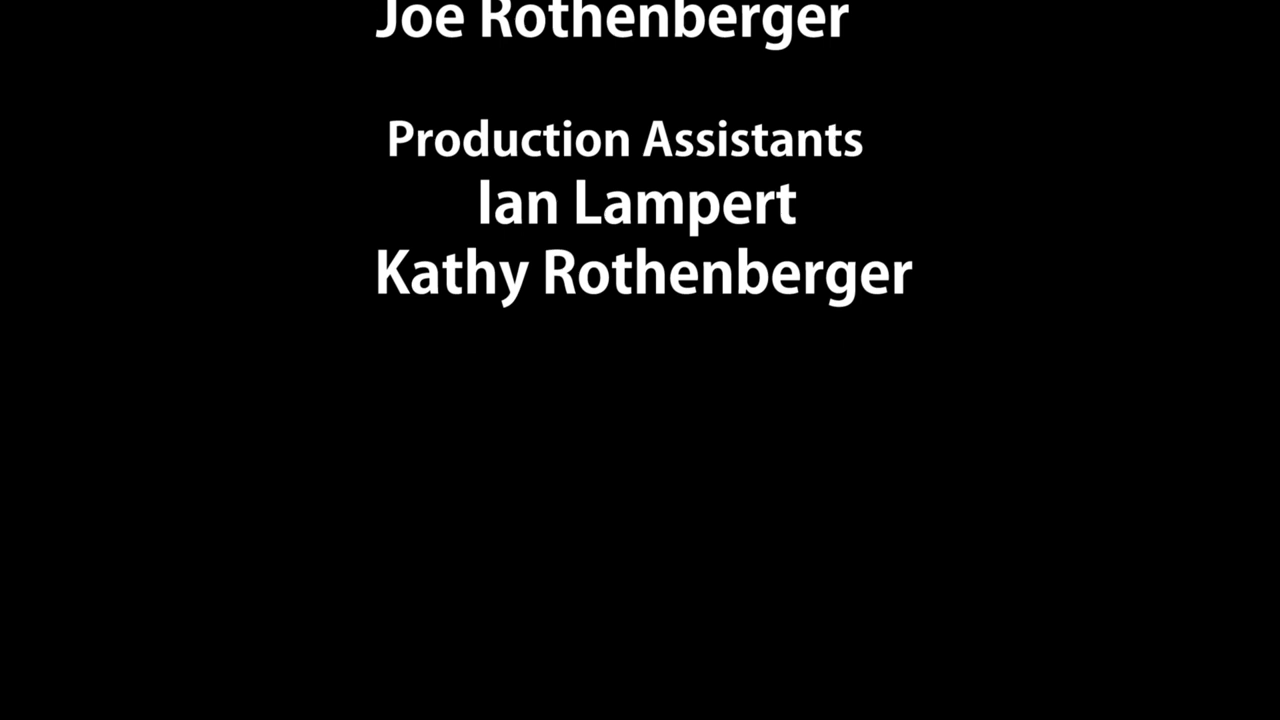 Joe Rothenberger
Production Assistants
Ian Lampert
Kathy Rothenberger